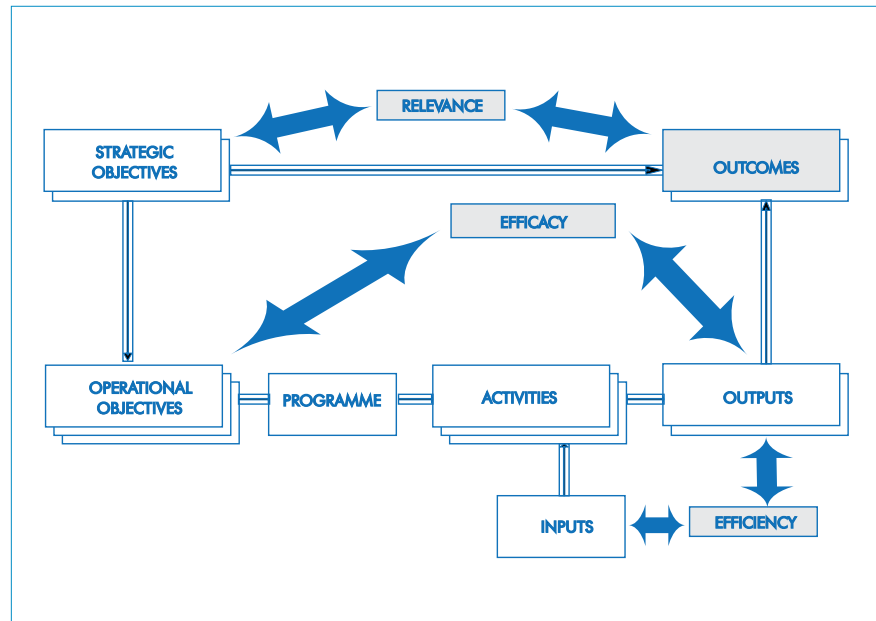 RELEVANCE
STRATEGIC
OBJECTIVES
OUTCOMES
EFFICACY
OPERATIONAL
OBJECTIVES
PROGRAMME
ACTIVITIES
OUTPUTS
INPUTS
EFFICIENCY